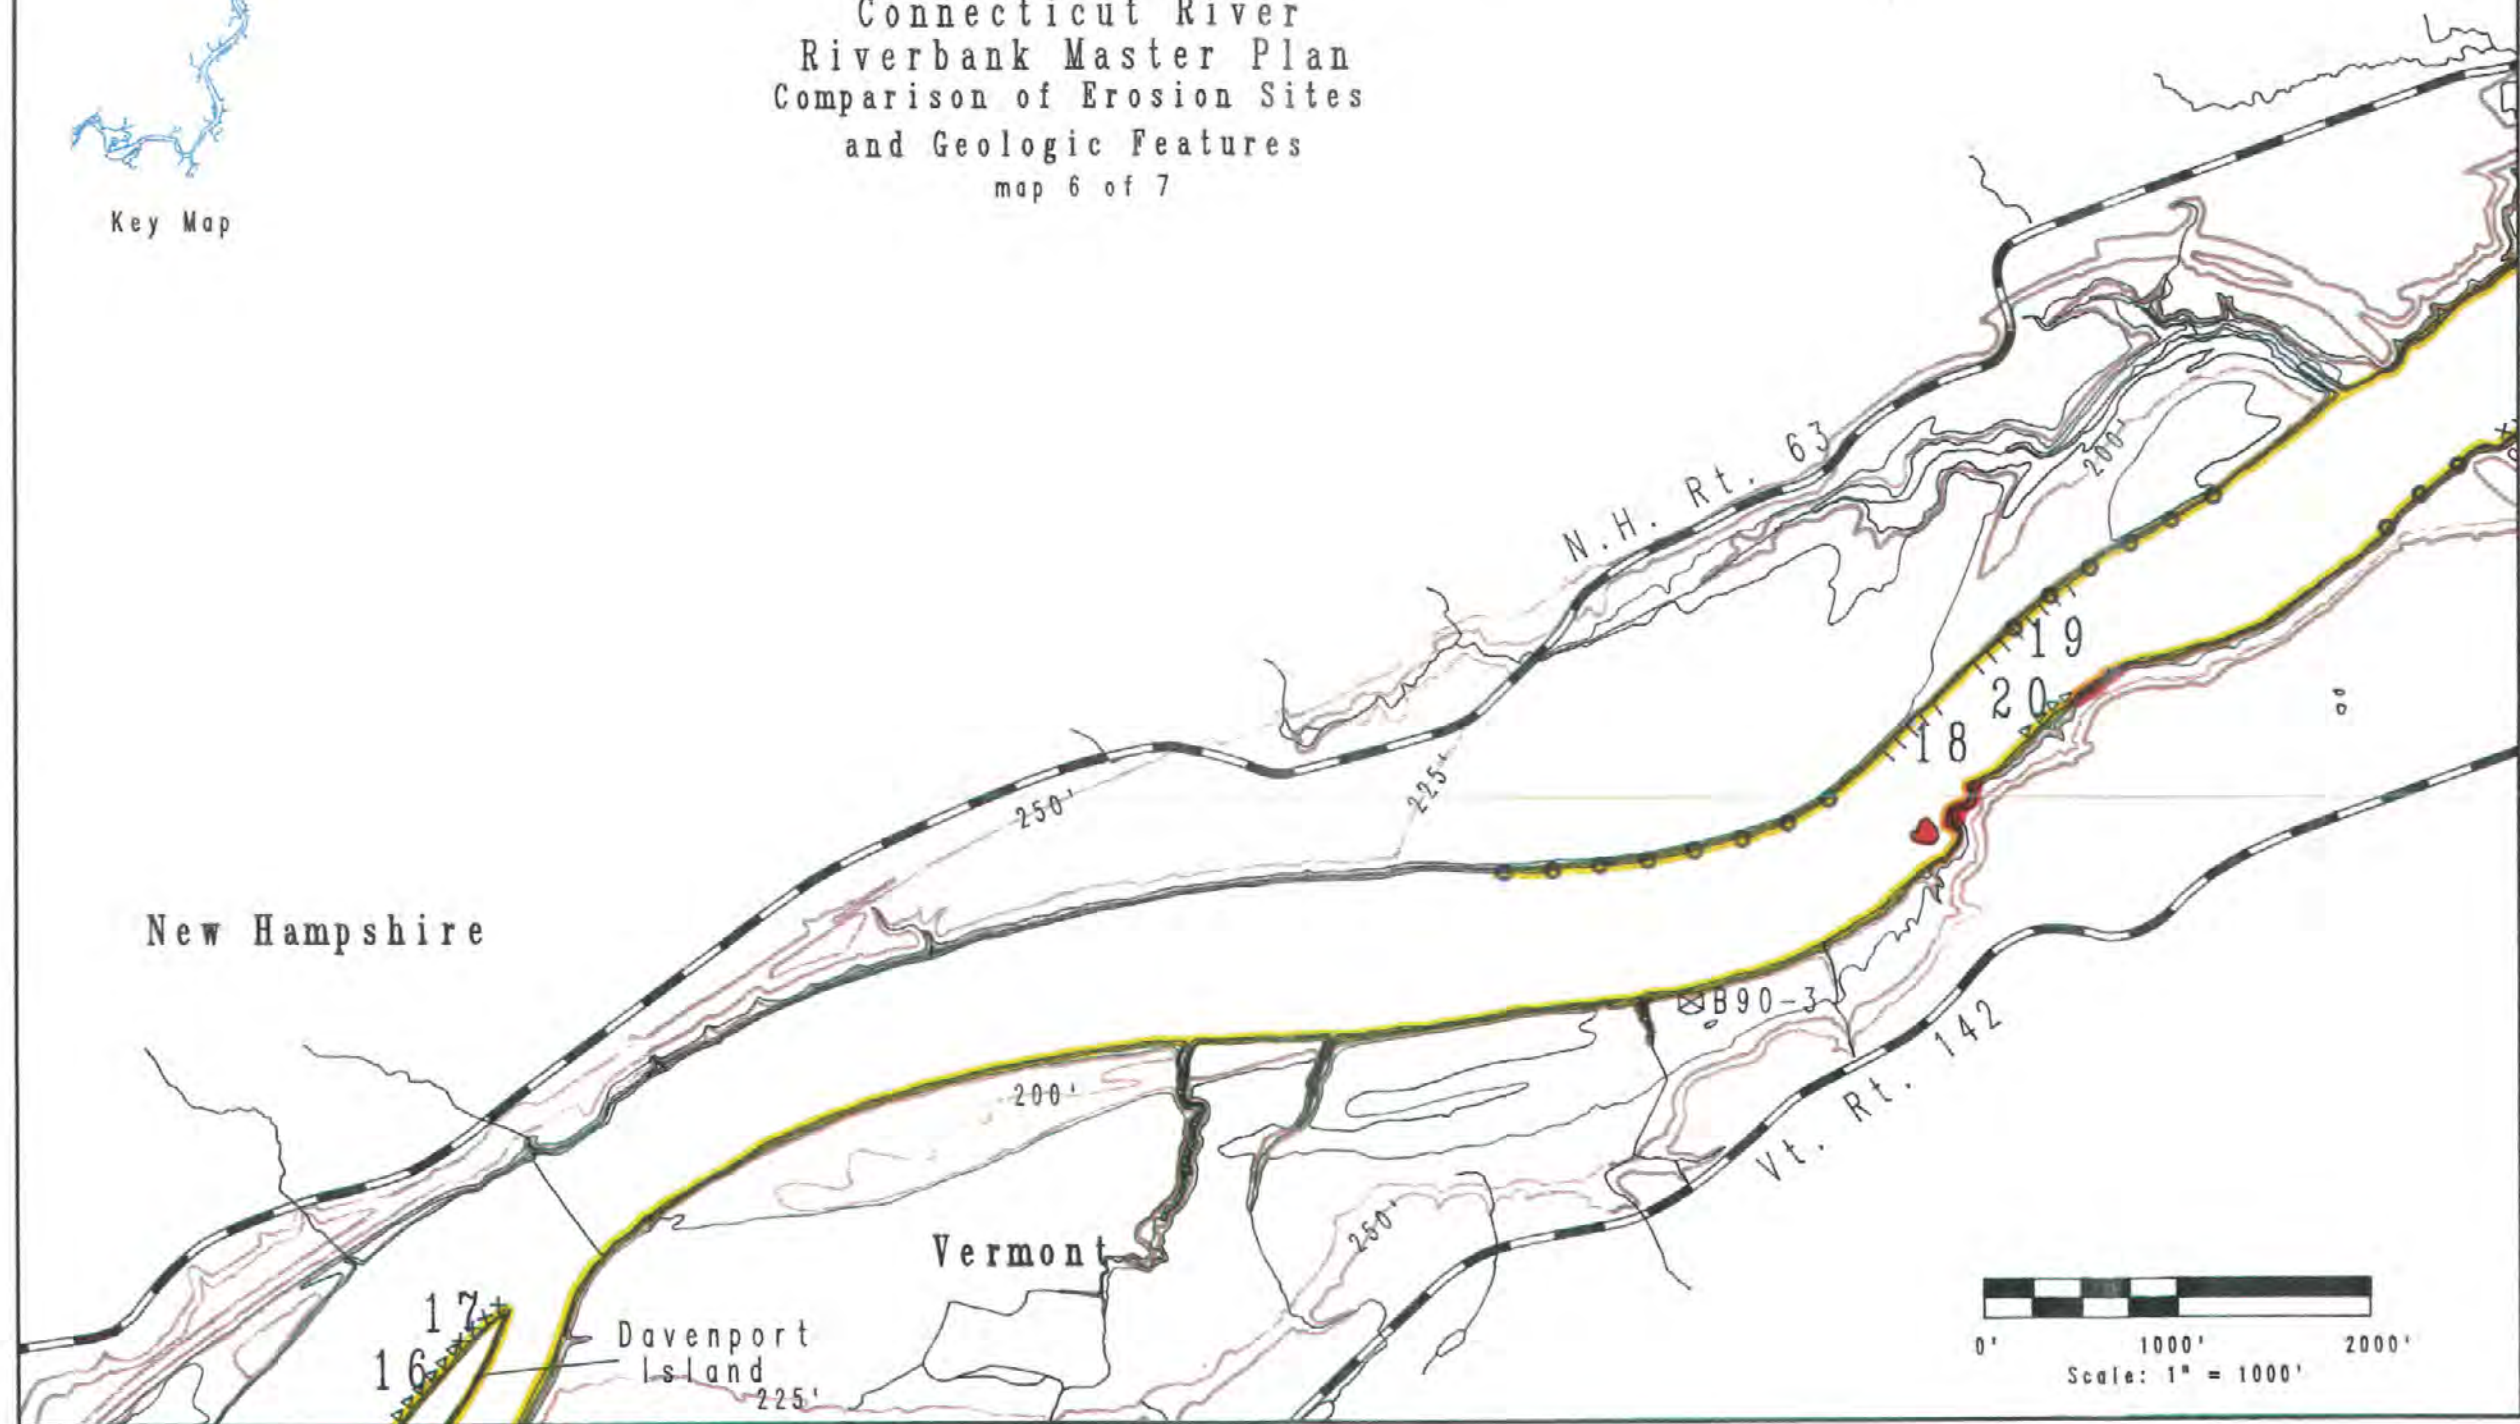 Connecticut River
Riverbank Master Plan
Comparison of Erosion Sites
and Geologic Features
map 6 of 7
Key Map
N.H. Rt. 63
200'
19
20
18
250'
225'
New Hampshire
B90-3
Vt. Rt. 142
200'
Vermont
250'
17
16
Davenport
Island
225'
0' 1000' 2000'
Scale: 1" = 1000'